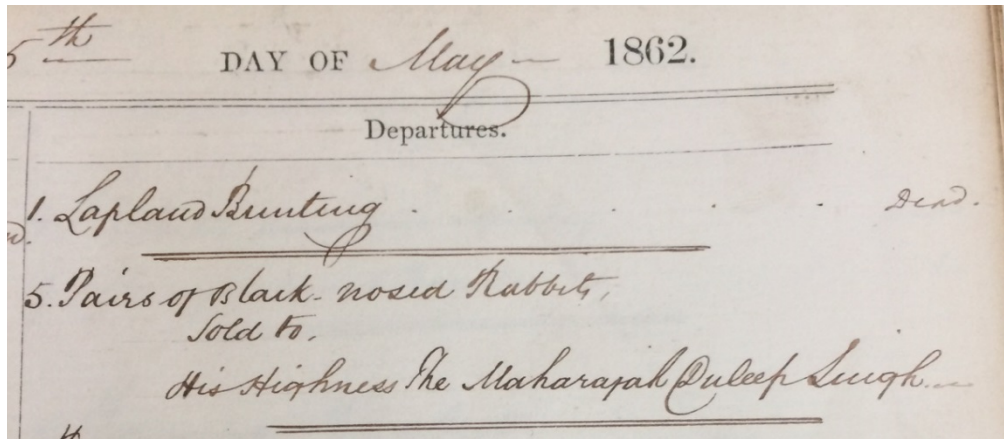 5th DAY OF May 1862.
Departures.
1. Lapland Bunting . . . . . Dead.
5. Pairs of Black-nosed Rabbits,
Sold to,
His Highness The Maharajah Duleep Singh